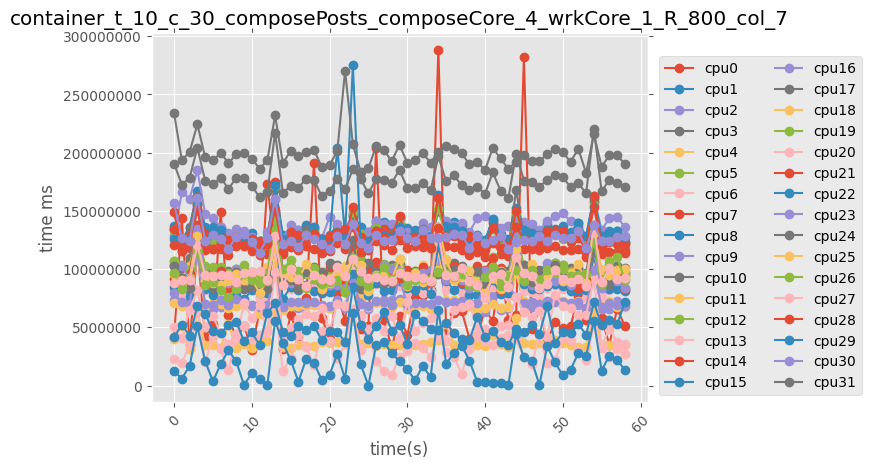 container_t_10_c_30_composePosts_composeCore_4_wrkCore_1_R_800_col_7
300000000
250000000
200000000
150000000
100000000
50000000
0
time ms
0
10
20
30
40
50
60
time(s)
cpu0
cpu1
cpu2
cpu3
cpu4
cpu5
cpu6
cpu7
cpu8
cpu9
cpu10
cpu11
cpu12
cpu13
cpu14
cpu15
cpu16
cpu17
cpu18
cpu19
cpu20
cpu21
cpu22
cpu23
cpu24
cpu25
cpu26
cpu27
cpu28
cpu29
cpu30
cpu31